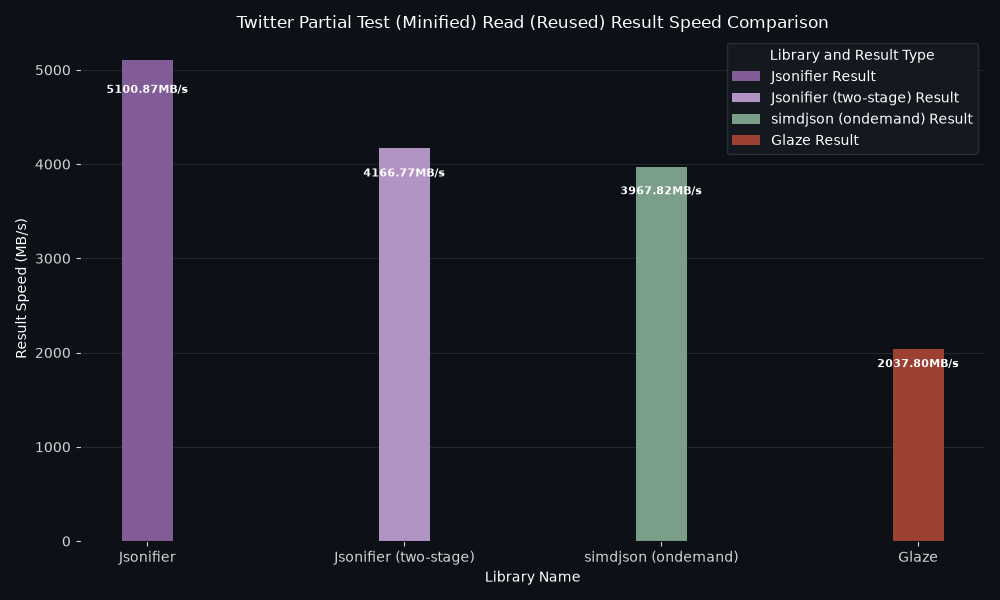 Twitter Partial Test (Minified) Read (Reused) Result Speed Comparison
Library and Result Type
Jsonifier Result
Jsonifier (two-stage) Result
simdjson (ondemand) Result
Glaze Result
Result Speed (MB/s)
5000
4000
3000
2000
1000
0
5100.87MB/s
4166.77MB/s
3967.82MB/s
2037.80MB/s
Jsonifier
Jsonifier (two-stage)
simdjson (ondemand)
Glaze
Library Name